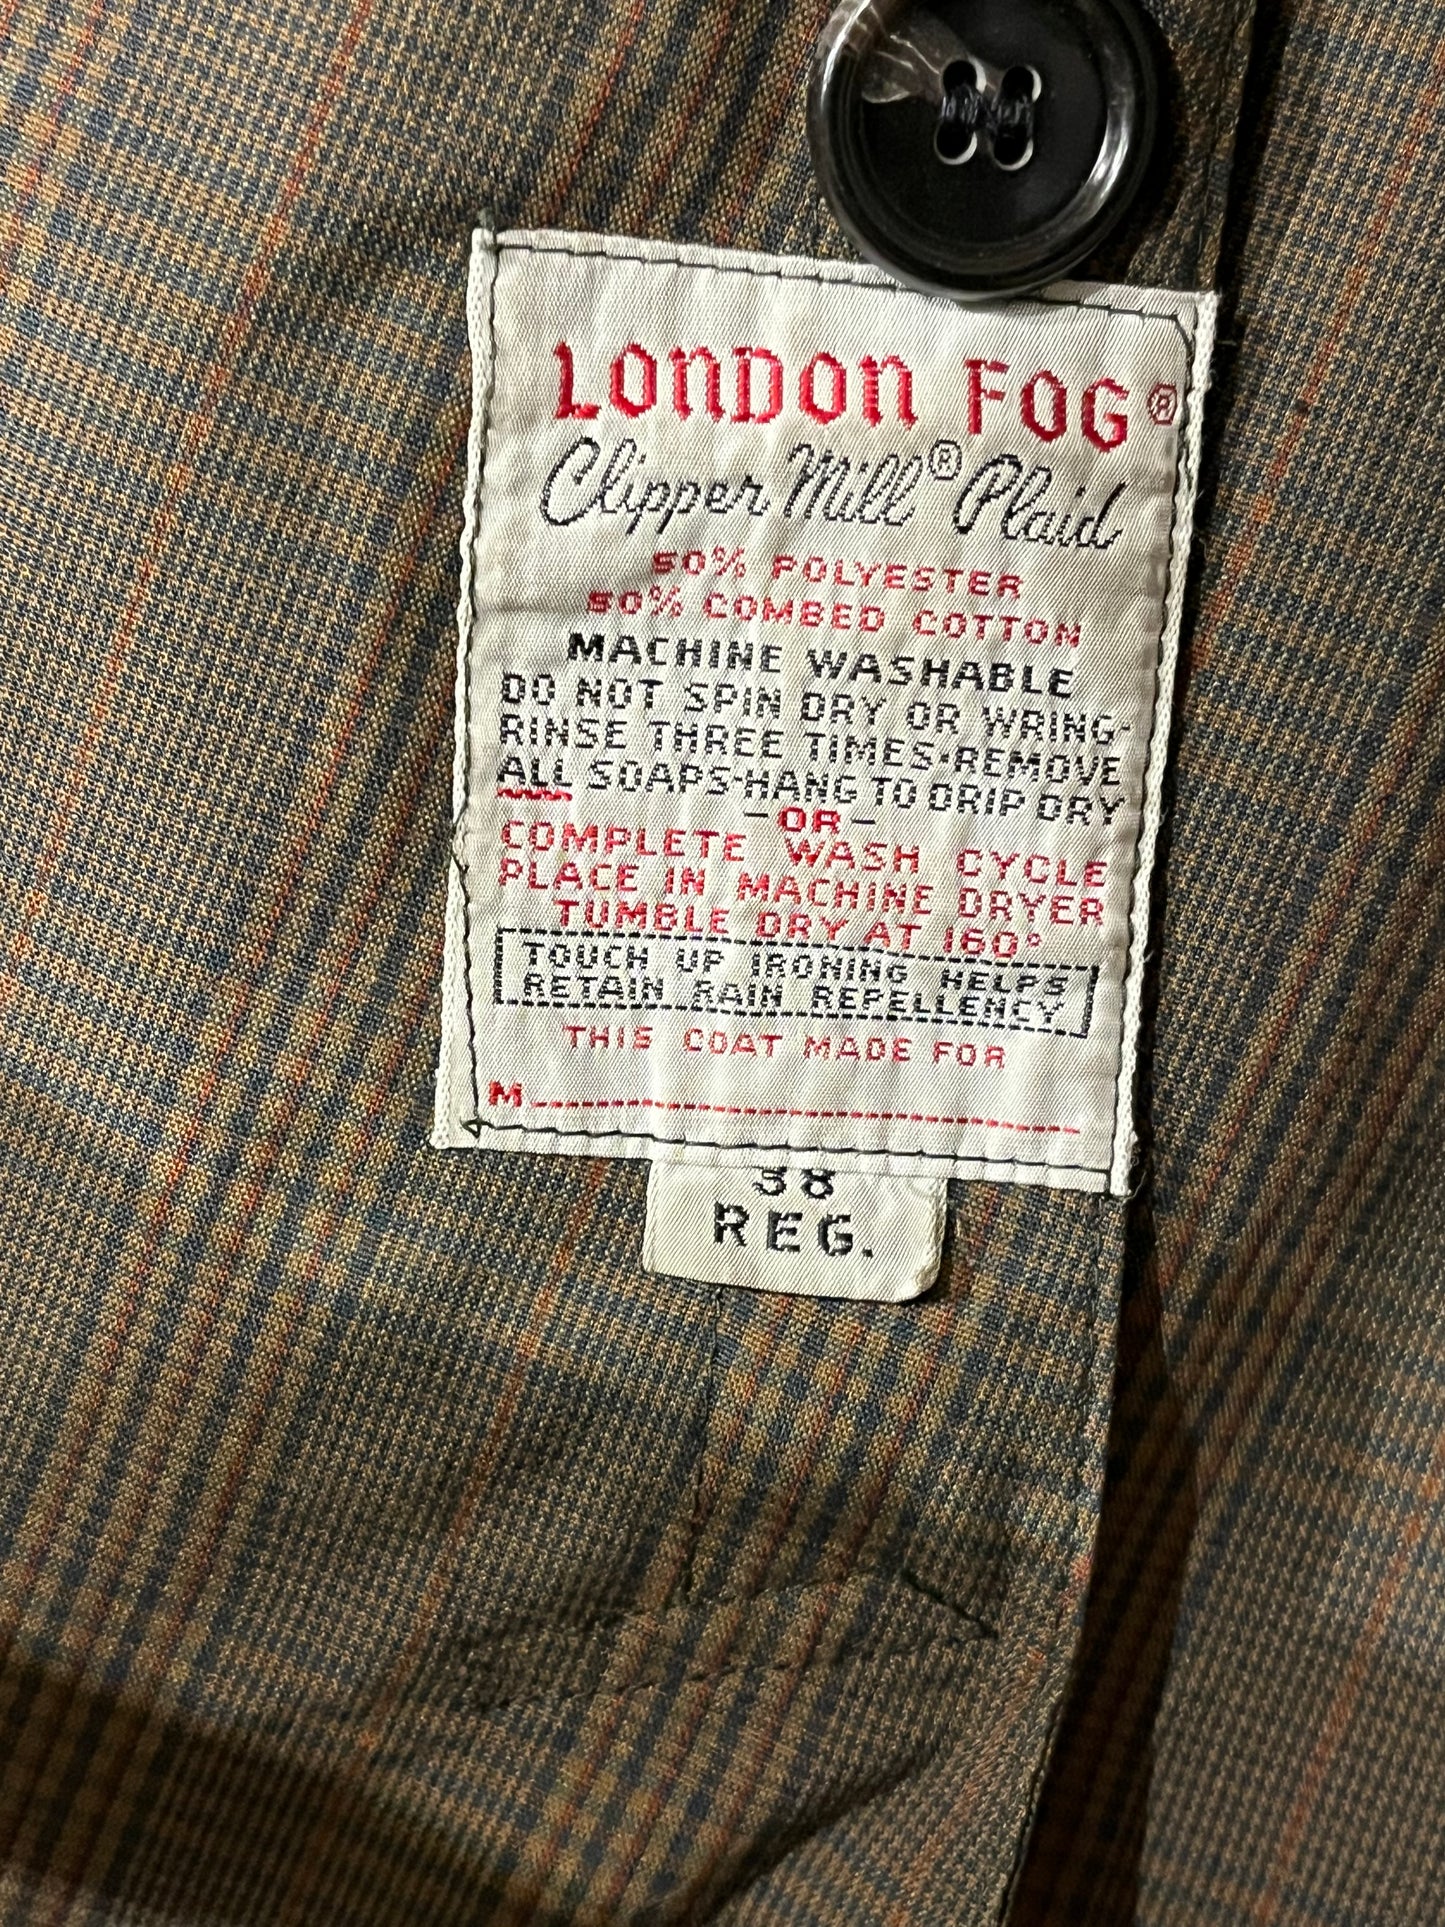 LONDON FOG®
Clipper Mill® Plaid
50% POLYESTER
50% COMBED COTTON
MACHINE WASHABLE
DO NOT SPIN DRY OR WRING-
RINSE THREE TIMES·REMOVE
ALL SOAPS-HANG TO DRIP DRY
-OR-
COMPLETE WASH CYCLE
PLACE IN MACHINE DRYER
TUMBLE DRY AT 160°
TOUCH UP IRONING HELPS
RETAIN RAIN REPELLENCY
THIS COAT MADE FOR
M
38
REG.